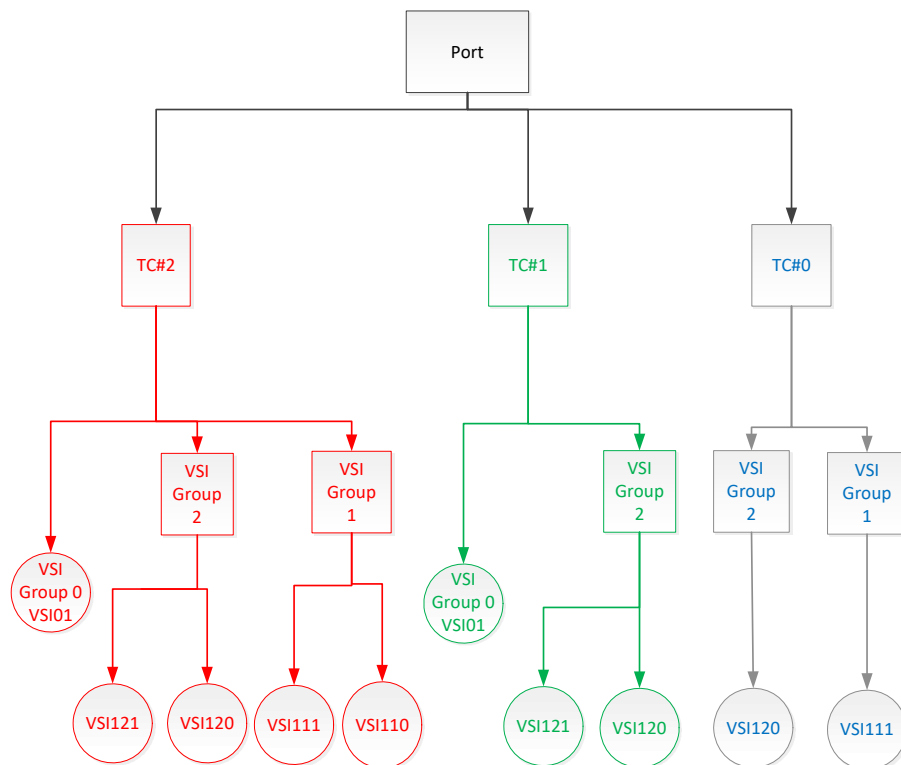 Port
TC#2
TC#1
TC#0
VSI
Group
2
VSI
Group
1
VSI
Group
2
VSI
Group
2
VSI
Group
1
VSI
Group 0
VSI01
VSI
Group 0
VSI01
VSI121
VSI120
VSI111
VSI110
VSI121
VSI120
VSI120
VSI111